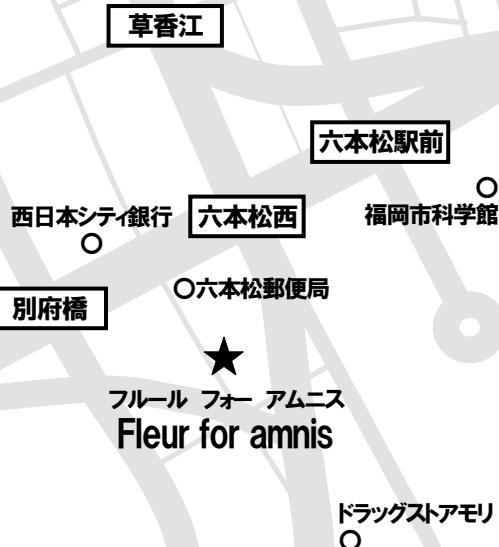 草香江
六本松駅前
福岡市科学館
西日本シティ銀行
六本松西
六本松郵便局
別府橋
フルール フォー アムニス
Fleur for amnis
ドラッグストアモリ